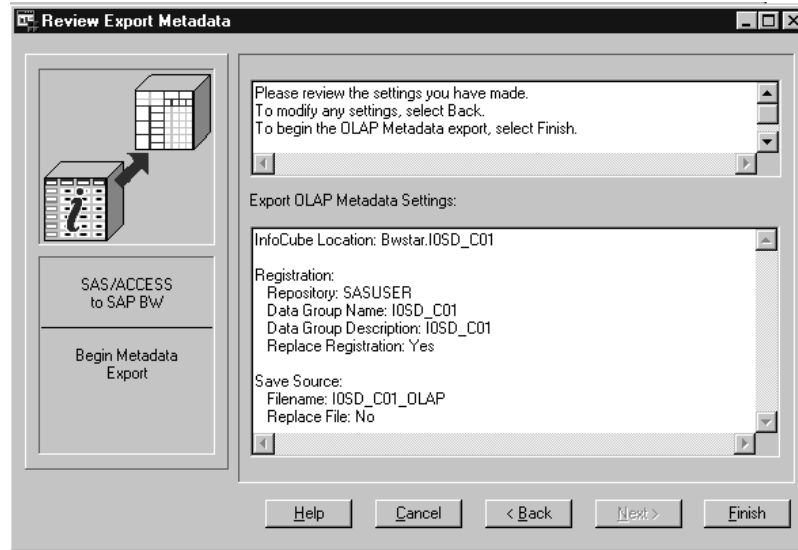 Review Export Metadata
SAS/ACCESS
to SAP BW
Begin Metadata
Export
Please review the settings you have made.
To modify any settings, select Back.
To begin the OLAP Metadata export, select Finish.
Export OLAP Metadata Settings:
InfoCube Location: Bwstar.I0SD_C01
Registration:
Repository: SASUSER
Data Group Name: I0SD_C01
Data Group Description: I0SD_C01
Replace Registration: Yes
Save Source:
Filename: I0SD_C01_OLAP
Replace File: No
Help
Cancel
< Back
Next >
Finish